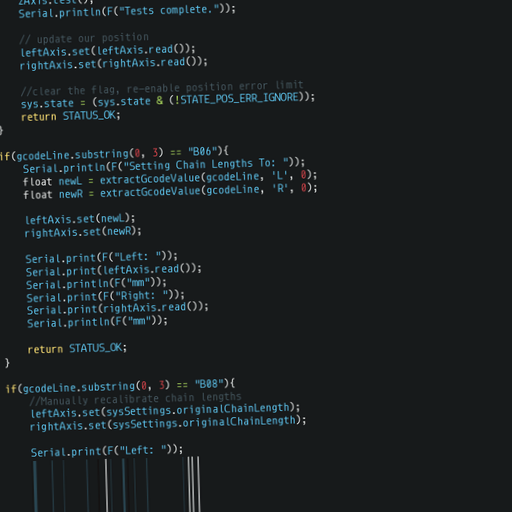 zAxis.test();
Serial.println(F("Tests complete."));
// update our position
leftAxis.set(leftAxis.read());
rightAxis.set(rightAxis.read());
//clear the flag, re-enable position error limit
sys.state = (sys.state & (!STATE_POS_ERR_IGNORE));
return STATUS_OK;
}
if(gcodeLine.substring(0, 3) == "B06"){
Serial.println(F("Setting Chain Lengths To: "));
float newL = extractGcodeValue(gcodeLine, 'L', 0);
float newR = extractGcodeValue(gcodeLine, 'R', 0);
leftAxis.set(newL);
rightAxis.set(newR);
Serial.print(F("Left: "));
Serial.print(leftAxis.read());
Serial.println(F("mm"));
Serial.print(F("Right: "));
Serial.print(rightAxis.read());
Serial.println(F("mm"));
return STATUS_OK;
}
if(gcodeLine.substring(0, 3) == "B08"){
//Manually recalibrate chain lengths
leftAxis.set(sysSettings.originalChainLength);
rightAxis.set(sysSettings.originalChainLength);
Serial.print(F("Left: "));